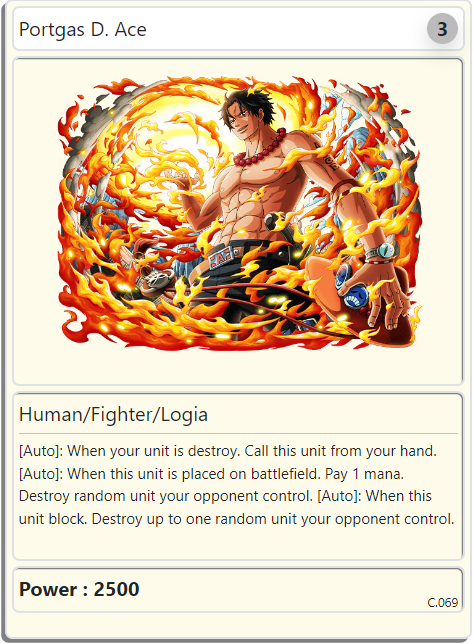 Portgas D. Ace
3
Human/Fighter/Logia
[Auto]: When your unit is destroy. Call this unit from your hand.
[Auto]: When this unit is placed on battlefield. Pay 1 mana.
Destroy random unit your opponent control. [Auto]: When this
unit block. Destroy up to one random unit your opponent control.
Power : 2500
C.069